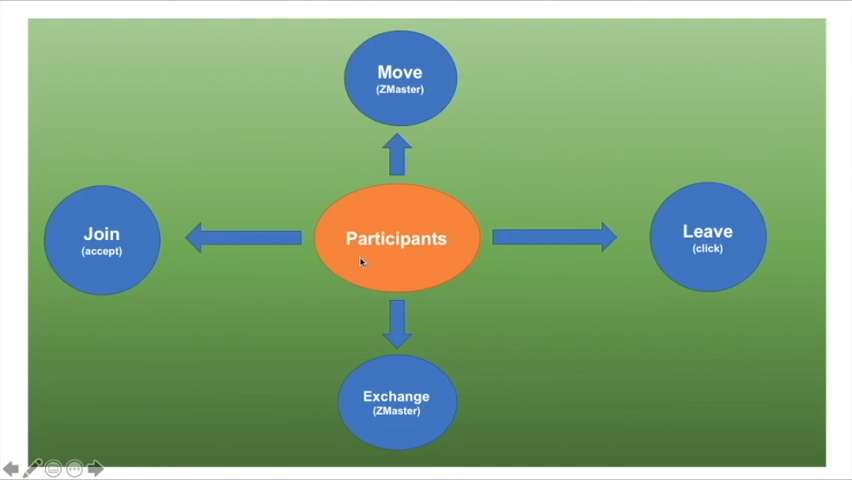 Move
(ZMaster)
Join
(accept)
Participants
Leave
(click)
Exchange
(ZMaster)